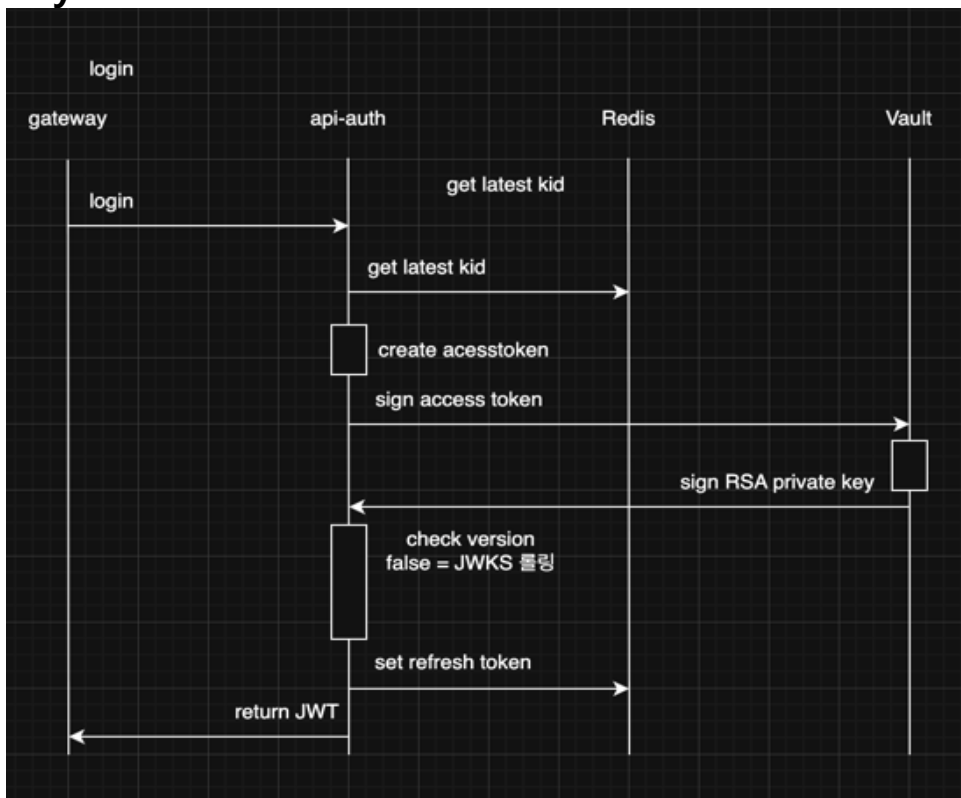 login
gateway
api-auth
Redis
Vault
get latest kid
login
get latest kid
create acesstoken
sign access token
sign RSA private key
check version
false = JWKS 롤링
set refresh token
return JWT